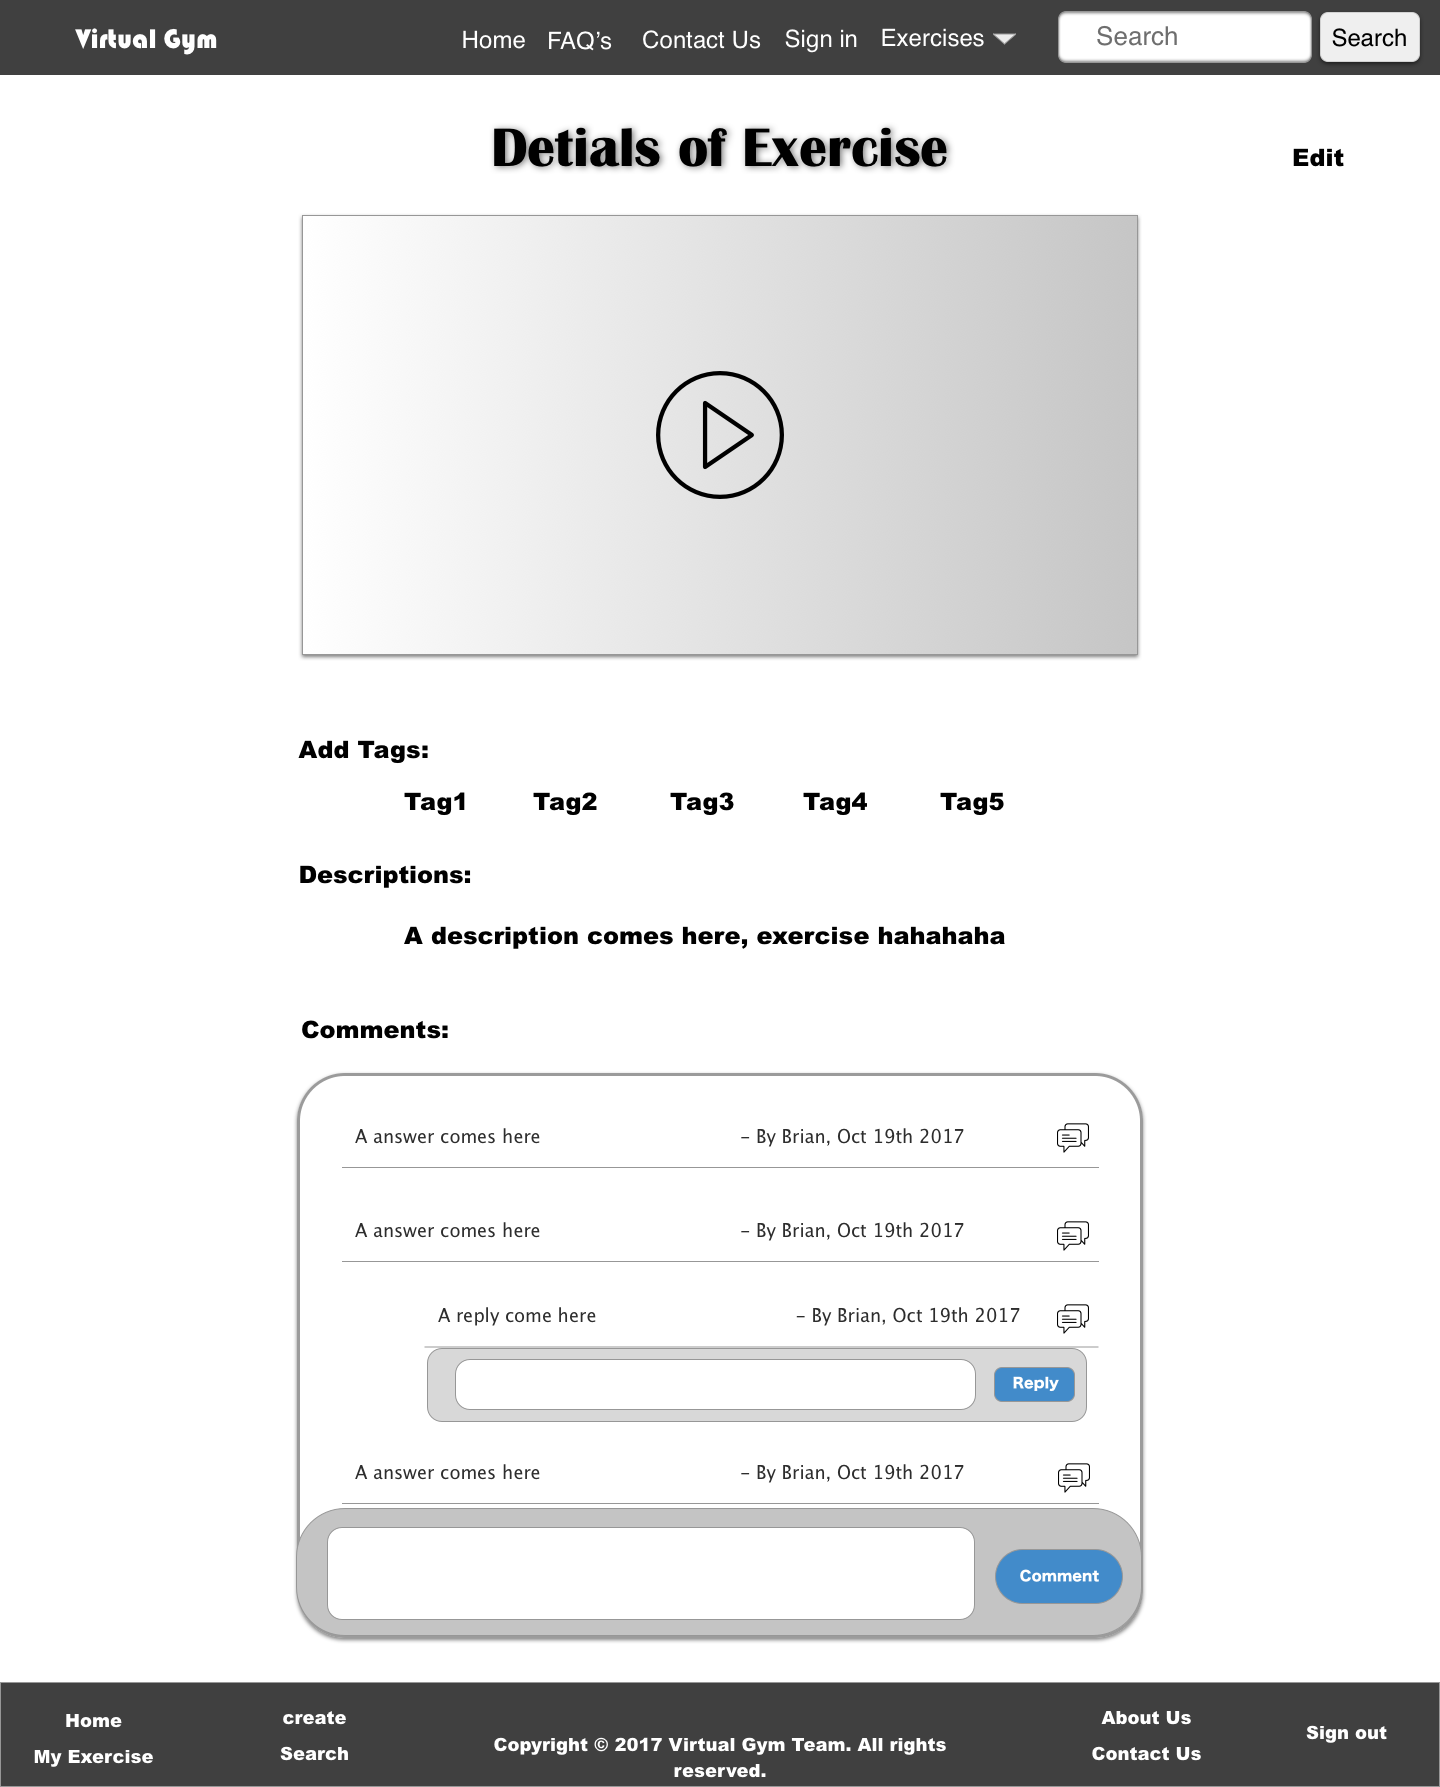 Virtual Gym
Home FAQ's Contact Us Sign in Exercises Search Search
Detials of Exercise
Edit
Add Tags:
Tag1 Tag2 Tag3 Tag4 Tag5
Descriptions:
A description comes here, exercise hahahaha
Comments:
A answer comes here – By Brian, Oct 19th 2017
A answer comes here – By Brian, Oct 19th 2017
A reply come here – By Brian, Oct 19th 2017
Reply
A answer comes here – By Brian, Oct 19th 2017
Comment
Home
My Exercise
create
Search
Copyright © 2017 Virtual Gym Team. All rights
reserved.
About Us
Contact Us
Sign out